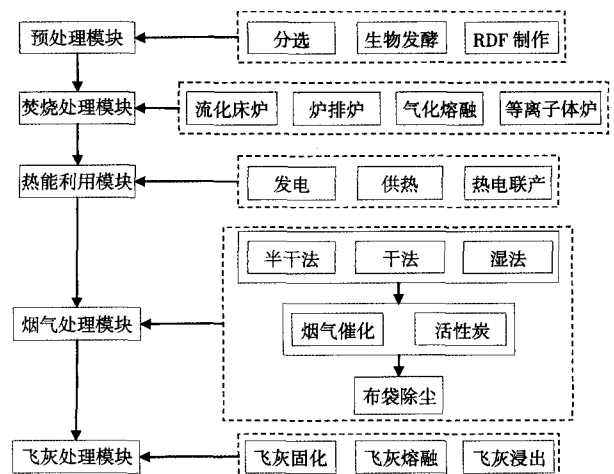 预处理模块 分选 生物发酵 RDF 制作
焚烧处理模块 流化床炉 炉排炉 气化熔融 等离子体炉
热能利用模块 发电 供热 热电联产
半干法 干法 湿法
烟气处理模块 烟气催化 活性炭
布袋除尘
飞灰处理模块 飞灰固化 飞灰熔融 飞灰浸出